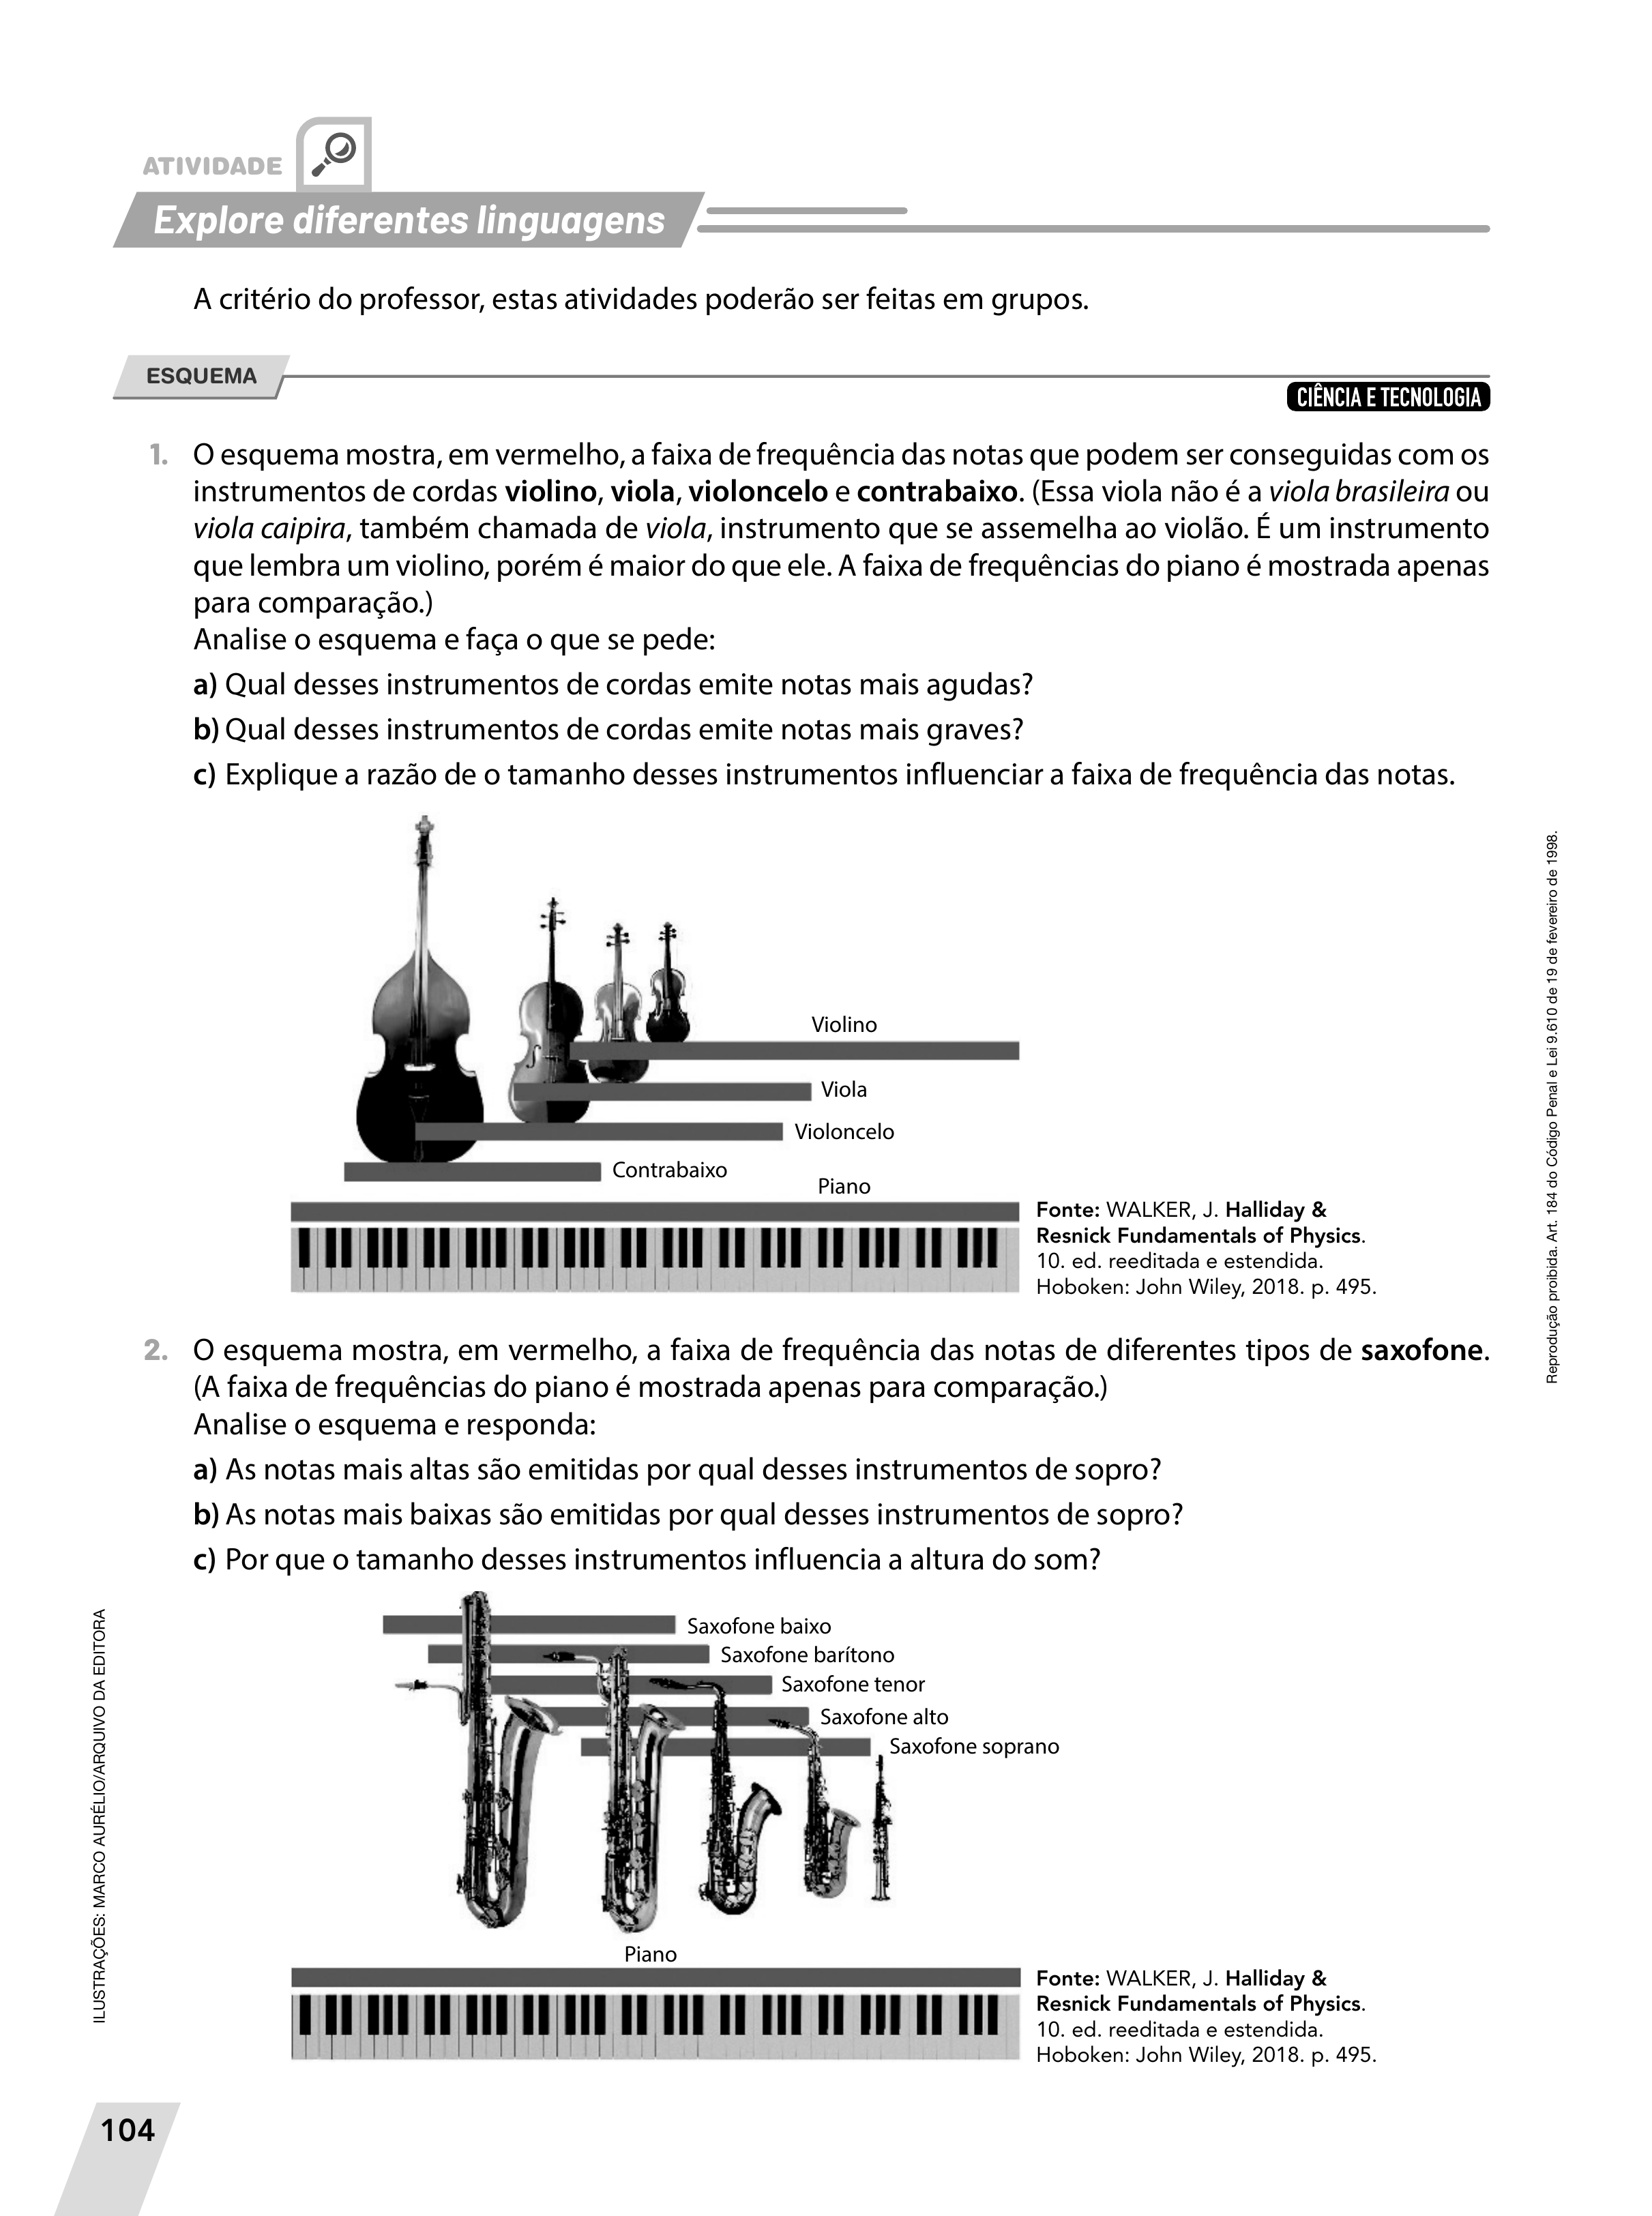 ATIVIDADE
Explore diferentes linguagens
A critério do professor, estas atividades poderão ser feitas em grupos.
ESQUEMA
CIÊNCIA E TECNOLOGIA
1. O esquema mostra, em vermelho, a faixa de frequência das notas que podem ser conseguidas com os
instrumentos de cordas violino, viola, violoncelo e contrabaixo. (Essa viola não é a viola brasileira ou
viola caipira, também chamada de viola, instrumento que se assemelha ao violão. É um instrumento
que lembra um violino, porém é maior do que ele. A faixa de frequências do piano é mostrada apenas
para comparação.)
Analise o esquema e faça o que se pede:
a) Qual desses instrumentos de cordas emite notas mais agudas?
b) Qual desses instrumentos de cordas emite notas mais graves?
c) Explique a razão de o tamanho desses instrumentos influenciar a faixa de frequência das notas.
Violino
Viola
Violoncelo
Contrabaixo
Piano
Fonte: WALKER, J. Halliday &
Resnick Fundamentals of Physics.
10. ed. reeditada e estendida.
Hoboken: John Wiley, 2018. p. 495.
2. O esquema mostra, em vermelho, a faixa de frequência das notas de diferentes tipos de saxofone.
(A faixa de frequências do piano é mostrada apenas para comparação.)
Analise o esquema e responda:
a) As notas mais altas são emitidas por qual desses instrumentos de sopro?
b) As notas mais baixas são emitidas por qual desses instrumentos de sopro?
c) Por que o tamanho desses instrumentos influencia a altura do som?
Saxofone baixo
Saxofone barítono
Saxofone tenor
Saxofone alto
Saxofone soprano
Piano
Fonte: WALKER, J. Halliday &
Resnick Fundamentals of Physics.
10. ed. reeditada e estendida.
Hoboken: John Wiley, 2018. p. 495.
ILUSTRAÇÕES: MARCO AURÉLIO/ARQUIVO DA EDITORA
Reprodução proibida. Art. 184 do Código Penal e Lei 9.610 de 19 de fevereiro de 1998.
104